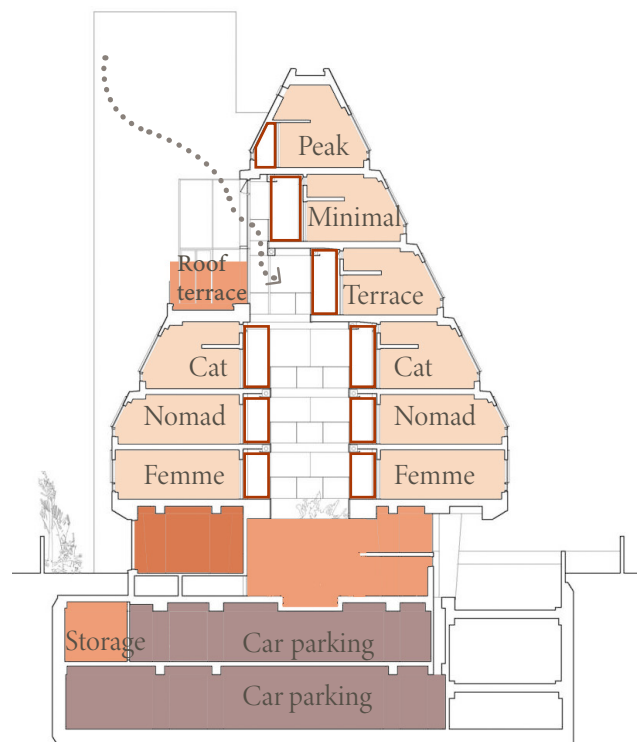 Peak
Minimal
Roof
terrace
Terrace
Cat
Cat
Nomad
Nomad
Femme
Femme
Storage
Car parking
Car parking